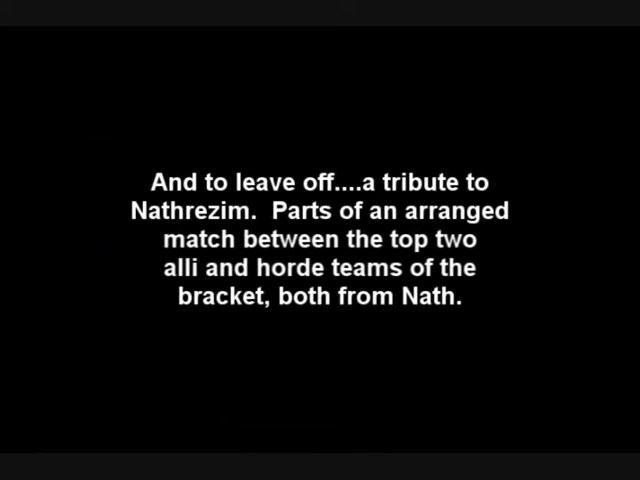 And to leave off....a tribute to
Nathrezim.  Parts of an arranged
match between the top two
alli and horde teams of the
bracket, both from Nath.